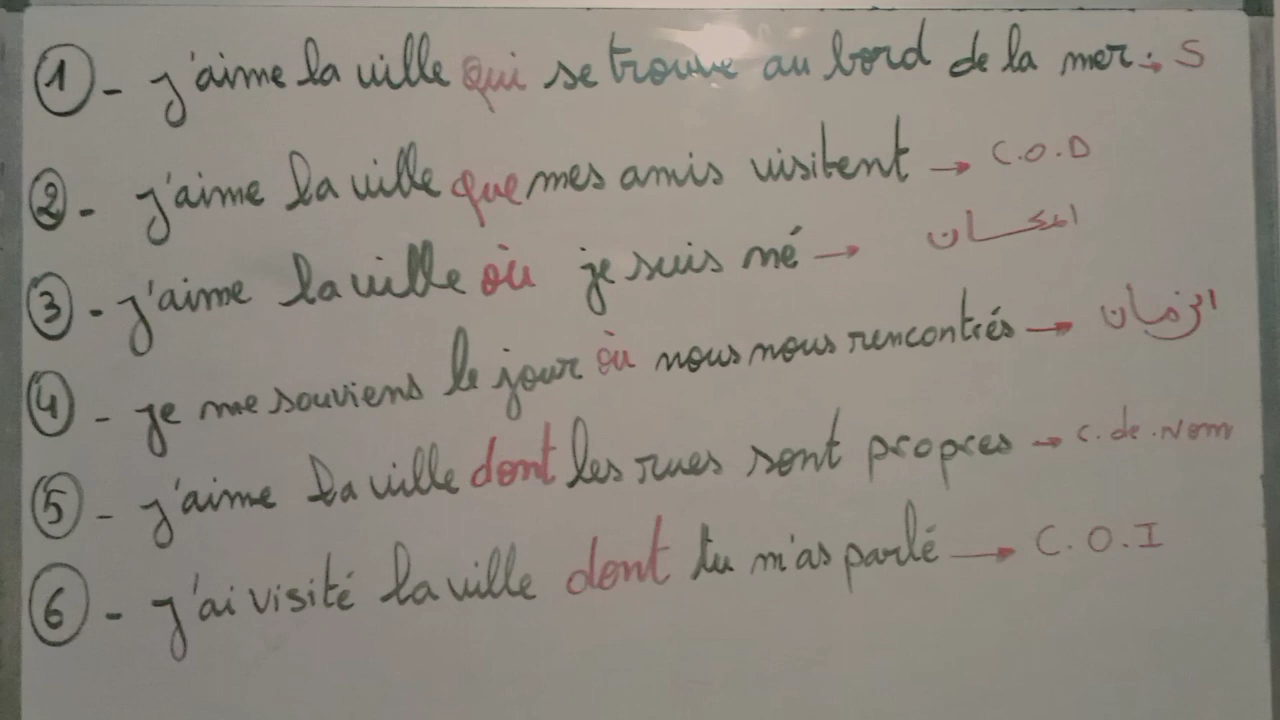 ① - j'aime la ville qui se trouve au bord de la mer → S
② - j'aime la ville que mes amis visitent → C.O.D
③ - j'aime la ville où je suis né → المكان
④ - je me souviens le jour où nous nous rencontrés → الزمان
⑤ - j'aime la ville dont les rues sont propres → C.de.Nom
⑥ - j'ai visité la ville dont tu m'as parlé → C.O.I